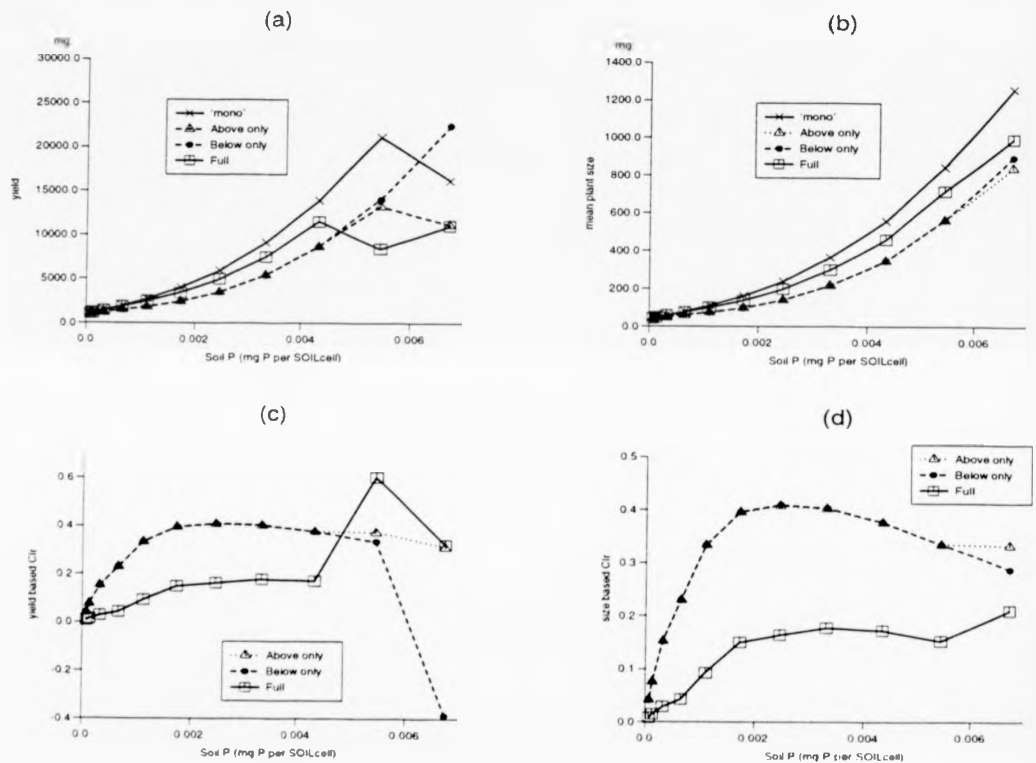 (a)
mg
30000.0
25000.0
20000.0
15000.0
10000.0
5000.0
0.0
yield
'mono'
Above only
Below only
Full
0.0
0.002
0.004
0.006
Soil P (mg P per SOILcell)
(b)
mg
1400.0
1200.0
1000.0
800.0
600.0
400.0
200.0
0.0
mean plant size
'mono'
Above only
Below only
Full
0.0
0.002
0.004
0.006
Soil P (mg P per SOILcell)
(c)
0.6
0.4
0.2
0.0
-0.2
-0.4
yield based CIr
Above only
Below only
Full
0.0
0.002
0.004
0.006
Soil P (mg P per SOILcell)
(d)
0.5
0.4
0.3
0.2
0.1
0.0
size based CIr
Above only
Below only
Full
0.0
0.002
0.004
0.006
Soil P (mg P per SOILcell)